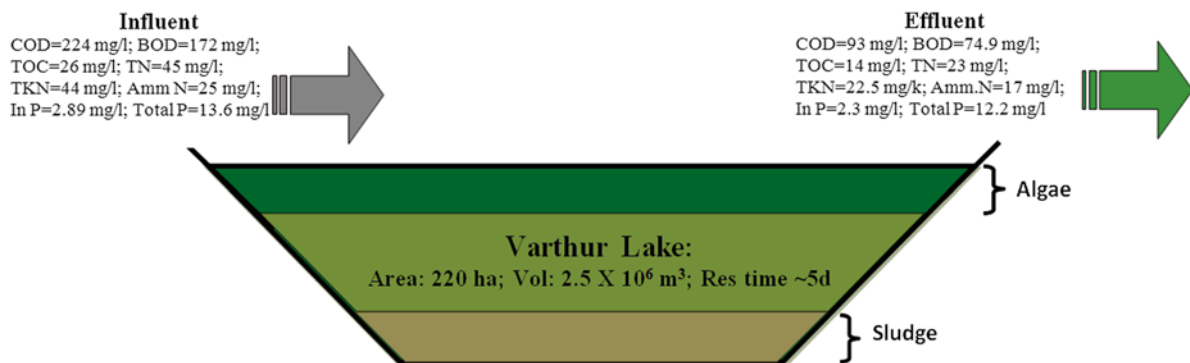 Influent
COD=224 mg/l; BOD=172 mg/l;
TOC=26 mg/l; TN=45 mg/l;
TKN=44 mg/l; Amm N=25 mg/l;
In P=2.89 mg/l; Total P=13.6 mg/l
Effluent
COD=93 mg/l; BOD=74.9 mg/l;
TOC=14 mg/l; TN=23 mg/l;
TKN=22.5 mg/k; Amm.N=17 mg/l;
In P=2.3 mg/l; Total P=12.2 mg/l
Algae
Varthur Lake:
Area: 220 ha; Vol: 2.5 X 10⁶ m³; Res time ~5d
Sludge